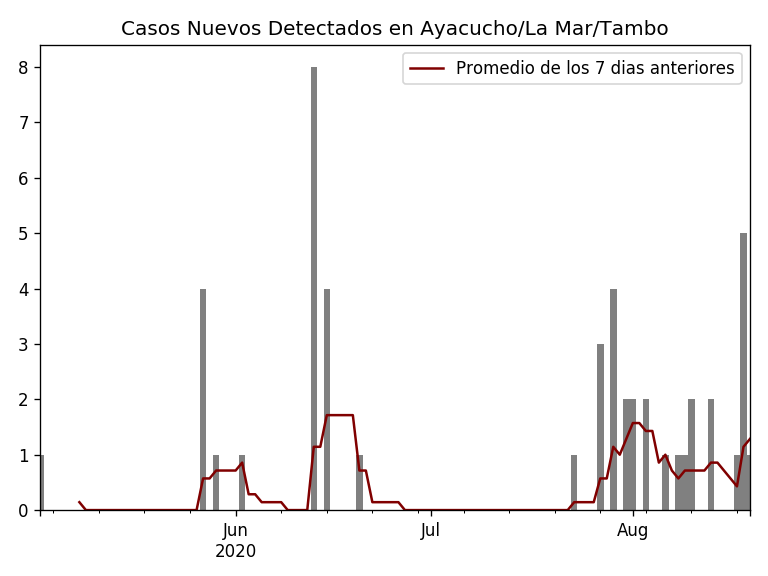 Casos Nuevos Detectados en Ayacucho/La Mar/Tambo
Promedio de los 7 dias anteriores
8
7
6
5
4
3
2
1
0
Jun
2020
Jul
Aug